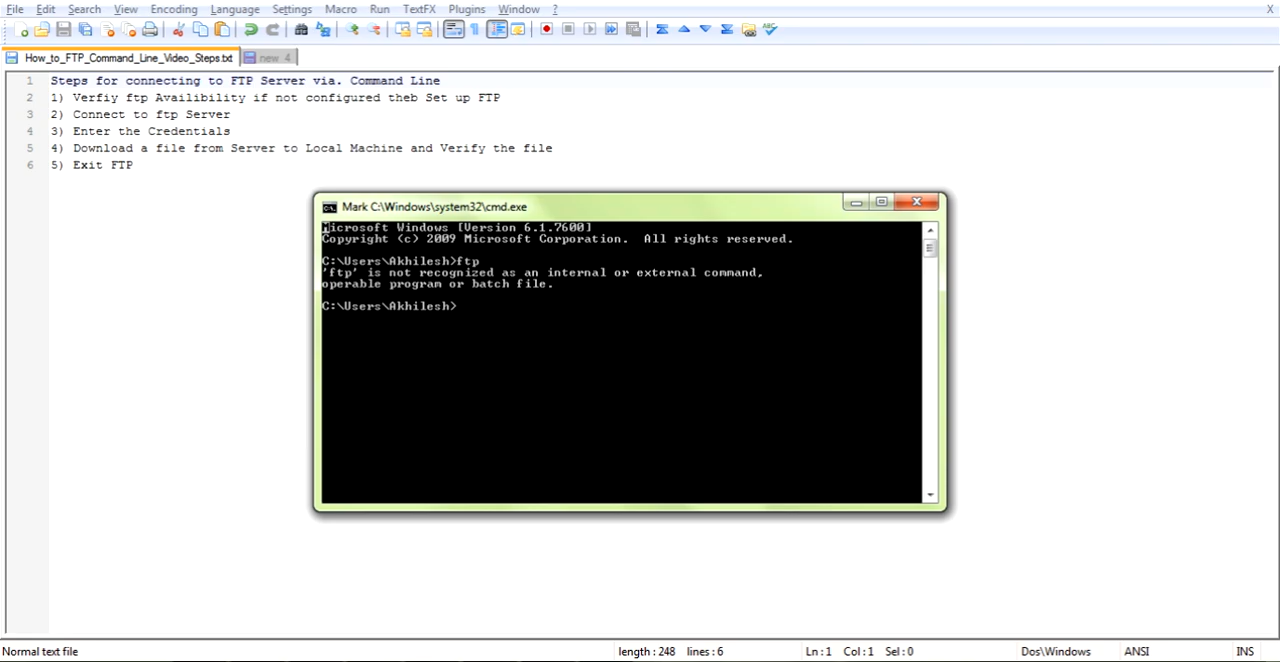 File Edit Search View Encoding Language Settings Macro Run TextFX Plugins Window ? X
How_to_FTP_Command_Line_Video_Steps.txt new 4
1 Steps for connecting to FTP Server via. Command Line
2 1) Verfiy ftp Availibility if not configured theb Set up FTP
3 2) Connect to ftp Server
4 3) Enter the Credentials
5 4) Download a file from Server to Local Machine and Verify the file
6 5) Exit FTP
Mark C:\Windows\system32\cmd.exe
Microsoft Windows [Version 6.1.7600]
Copyright (c) 2009 Microsoft Corporation. All rights reserved.
C:\Users\Akhilesh>ftp
'ftp' is not recognized as an internal or external command,
operable program or batch file.
C:\Users\Akhilesh>
Normal text file length : 248 lines : 6 Ln : 1 Col : 1 Sel : 0 Dos\Windows ANSI INS